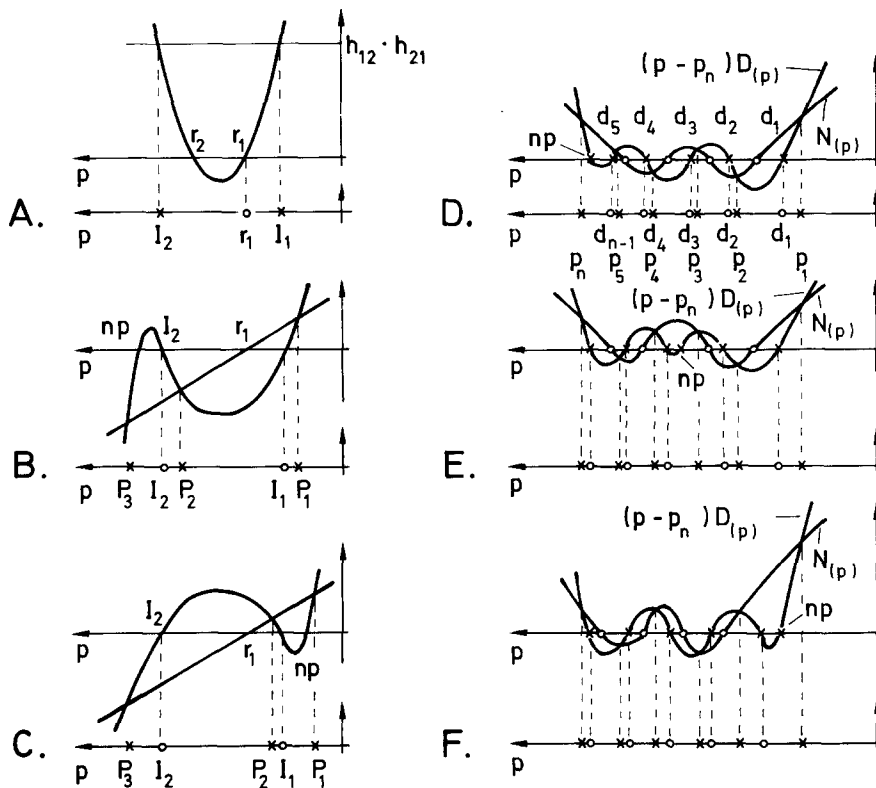 h₁₂ · h₂₁
r₂ r₁
p
A.
p I₂ r₁ I₁
np I₂ r₁
p
B.
p P₃ I₂ P₂ I₁ P₁
I₂ r₁ np
p
C.
p P₃ I₂ P₂ I₁ P₁
(p - pₙ) D(p)
d₅ d₄ d₃ d₂ d₁
np N(p)
p
D.
p dₙ₋₁ d₄ d₃ d₂ d₁
pₙ P₅ P₄ P₃ P₂ P₁
(p - pₙ) D(p)
N(p)
p np
E.
p
(p - pₙ) D(p)
N(p)
np
p
F.
p